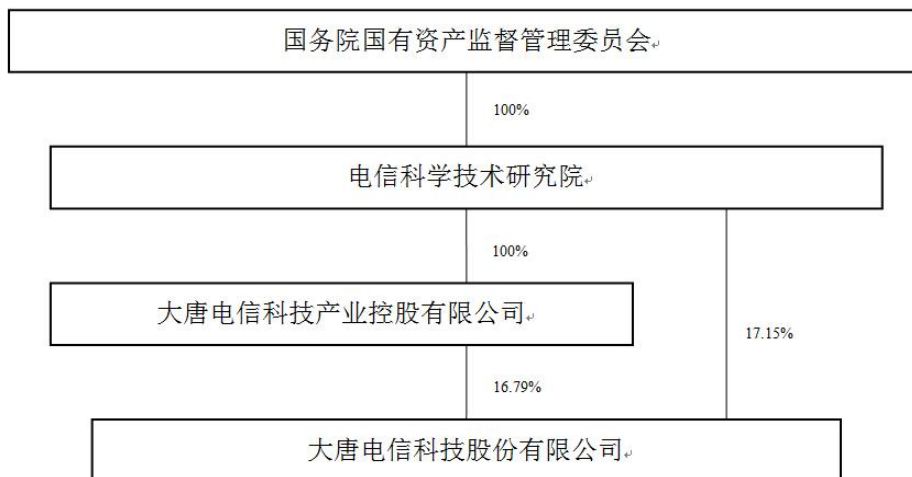 国务院国有资产监督管理委员会
100%
电信科学技术研究院
100%
大唐电信科技产业控股有限公司
17.15%
16.79%
大唐电信科技股份有限公司